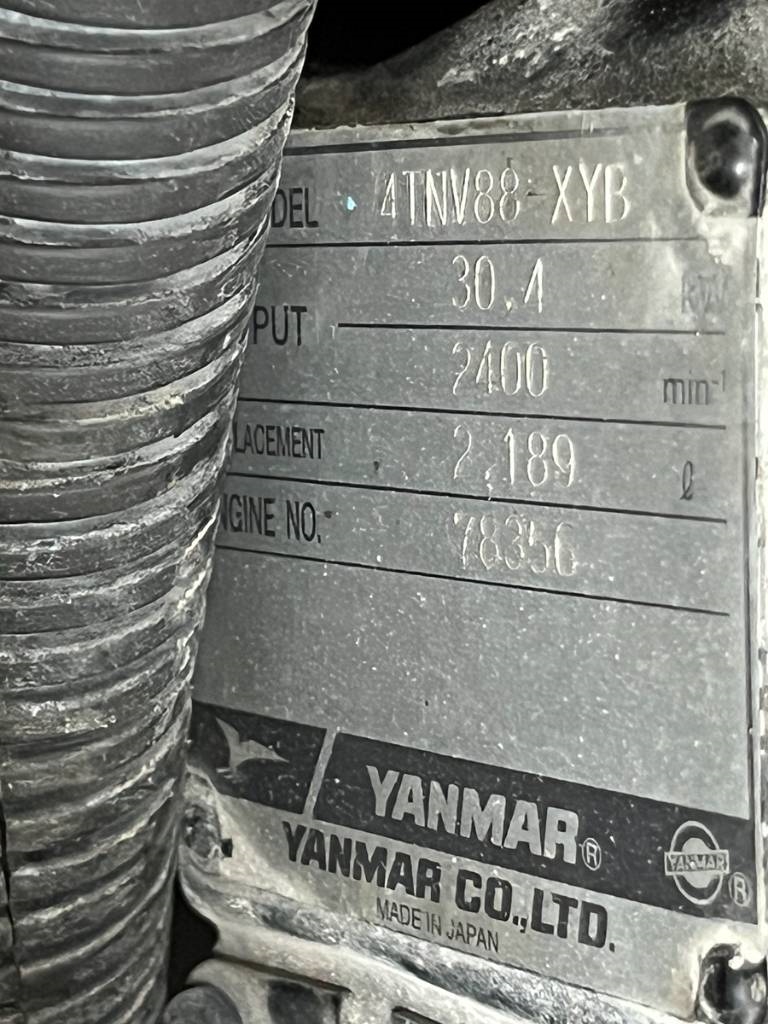 DEL 4TNV88-XYB
30.4 kW
PUT
2400 min-1
LACEMENT 2,189 ℓ
NGINE NO. 78356
YANMAR®
YANMAR ®
YANMAR CO.,LTD.
MADE IN JAPAN